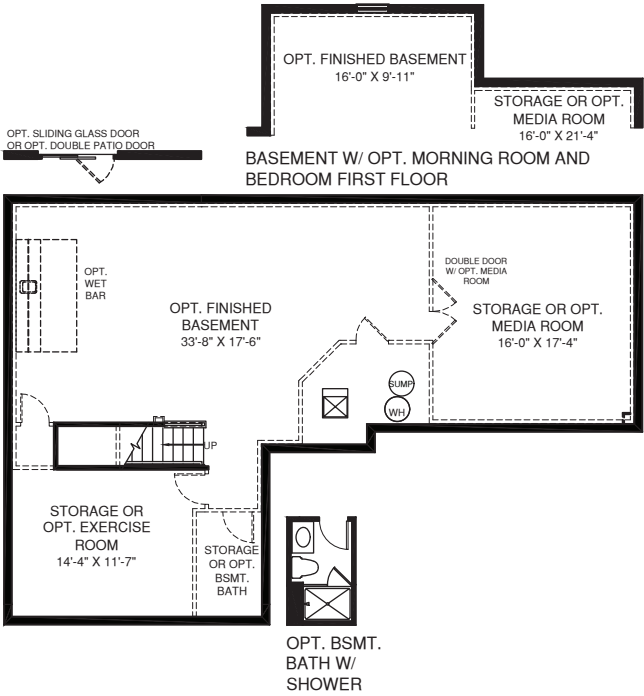 OPT. FINISHED BASEMENT
16'-0" X 9'-11"
STORAGE OR OPT.
MEDIA ROOM
16'-0" X 21'-4"
OPT. SLIDING GLASS DOOR
OR OPT. DOUBLE PATIO DOOR
BASEMENT W/ OPT. MORNING ROOM AND
BEDROOM FIRST FLOOR
OPT.
WET
BAR
DOUBLE DOOR
W/ OPT. MEDIA
ROOM
OPT. FINISHED
BASEMENT
33'-8" X 17'-6"
STORAGE OR OPT.
MEDIA ROOM
16'-0" X 17'-4"
SUMP
WH
UP
STORAGE OR
OPT. EXERCISE
ROOM
14'-4" X 11'-7"
STORAGE
OR OPT.
BSMT.
BATH
OPT. BSMT.
BATH W/
SHOWER